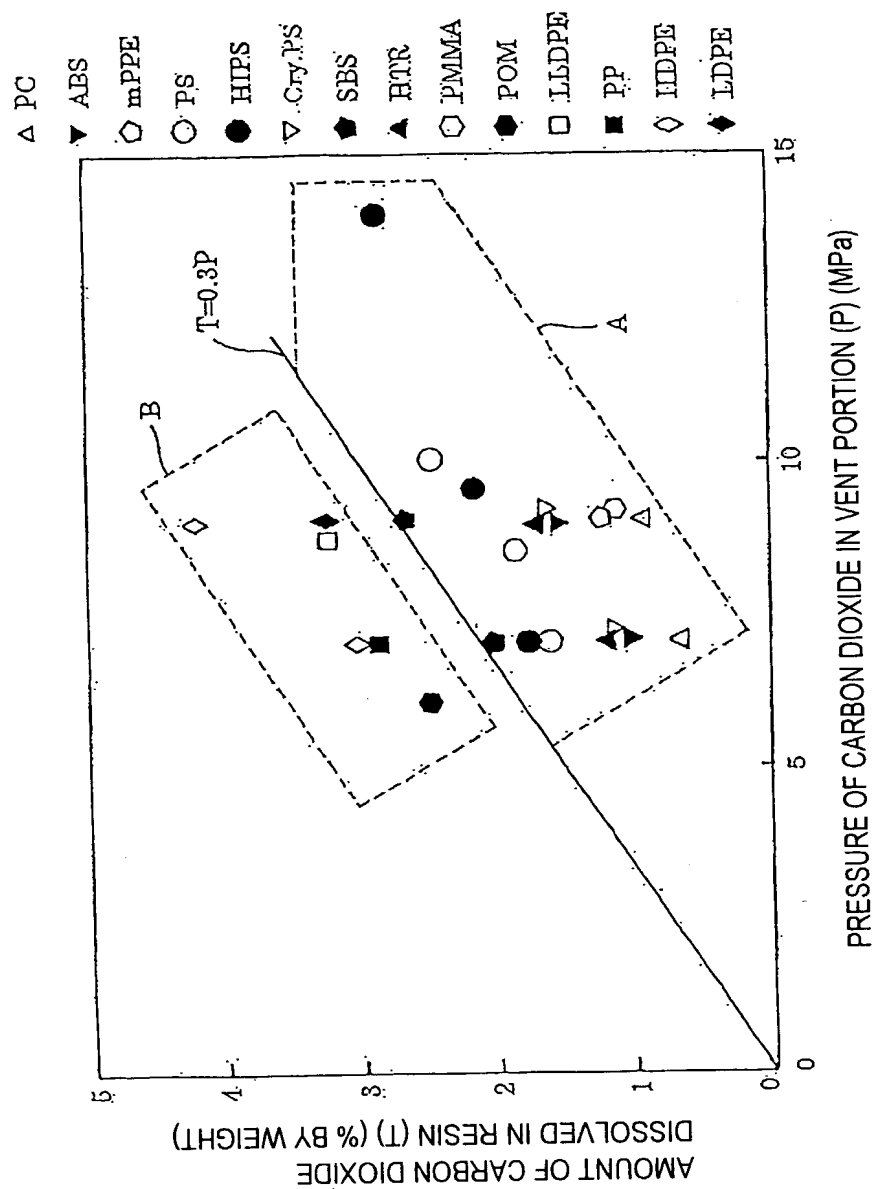 PC
ABS
mPPE
PS
HIPS
Cry.PS
SBS
BTR
PMMA
POM
LLDPE
PP
HDPE
LDPE
T=0.3P
B
A
5
4
3
2
1
0
0
5
10
15
AMOUNT OF CARBON DIOXIDE
DISSOLVED IN RESIN (T) (% BY WEIGHT)
PRESSURE OF CARBON DIOXIDE IN VENT PORTION (P) (MPa)